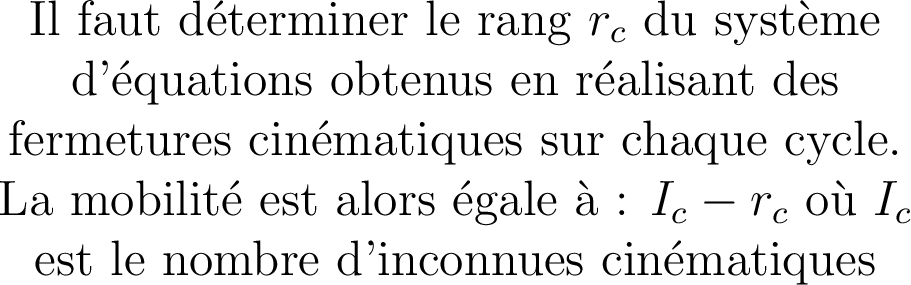 Il faut déterminer le rang r_c du système
d'équations obtenus en réalisant des
fermetures cinématiques sur chaque cycle.
La mobilité est alors égale à : I_c − r_c où I_c
est le nombre d'inconnues cinématiques